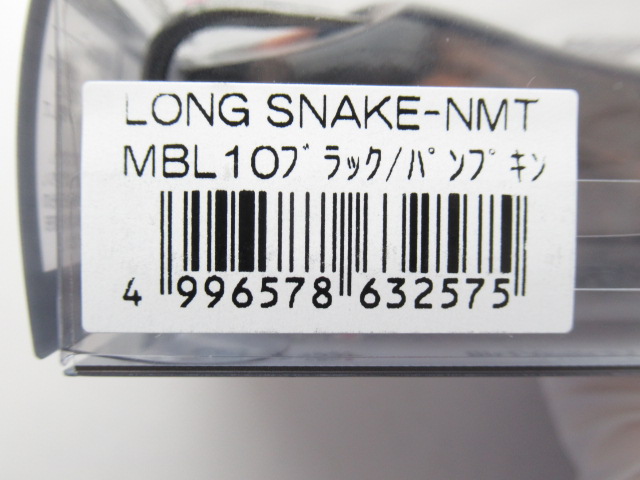 LONG SNAKE-NMT
MBL10ﾌﾞﾗｯｸ/ﾊﾟﾝﾌﾟｷﾝ
4 996578 632575